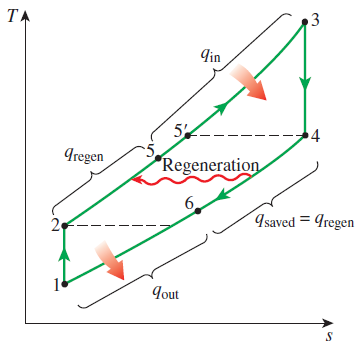 T
3
q_in
5′
4
q_regen
5
Regeneration
6
q_saved = q_regen
2
1
q_out
s